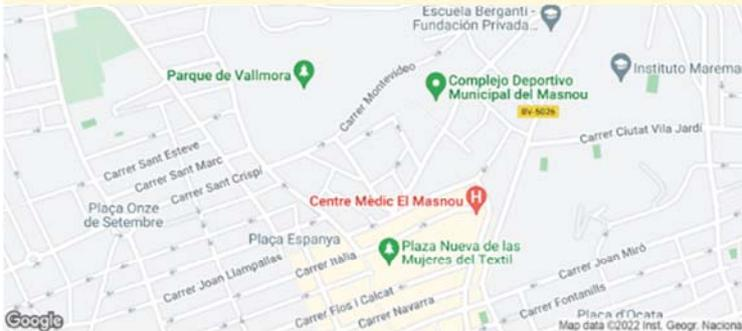 Escuela Berganti -
Fundación Privada...
Parque de Vallmora
Complejo Deportivo
Municipal del Masnou
Instituto Marema
Carrer Montevideo
BV-5026
Carrer Ciutat Vila Jardí
Carrer Sant Esteve
Carrer Sant Marc
Carrer Sant Crispí
Centre Mèdic El Masnou
H
Plaça Onze
de Setembre
Plaça Espanya
Plaza Nueva de las
Mujeres del Textil
Carrer Itàlia
Carrer Joan Llampallas
Carrer Joan Miró
Carrer Flos i Calcat
Carrer Navarra
Carrer Fontanills
Plaça d'Ocata
Google
Map data ©2022 Inst. Geogr. Naciona